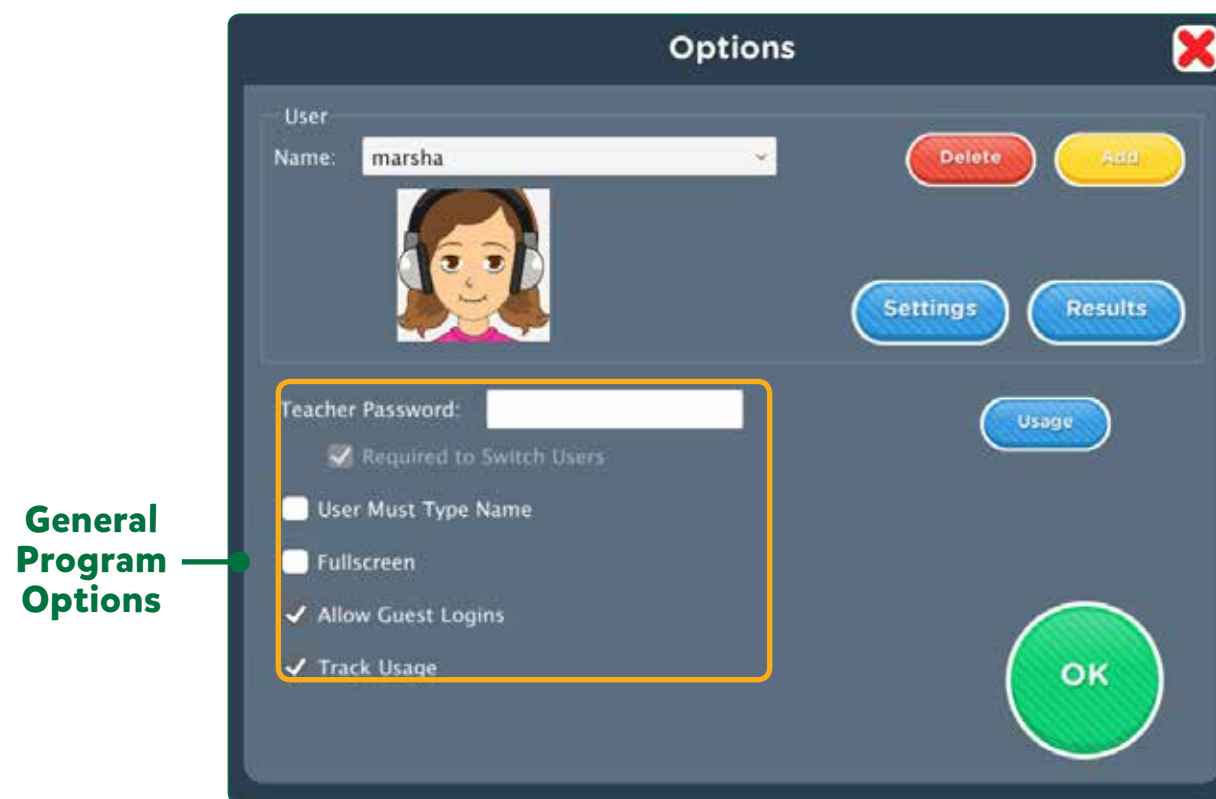 Options
User
Name: marsha
Delete
Add
Settings
Results
Teacher Password:
Usage
Required to Switch Users
User Must Type Name
Fullscreen
Allow Guest Logins
Track Usage
OK
General
Program
Options